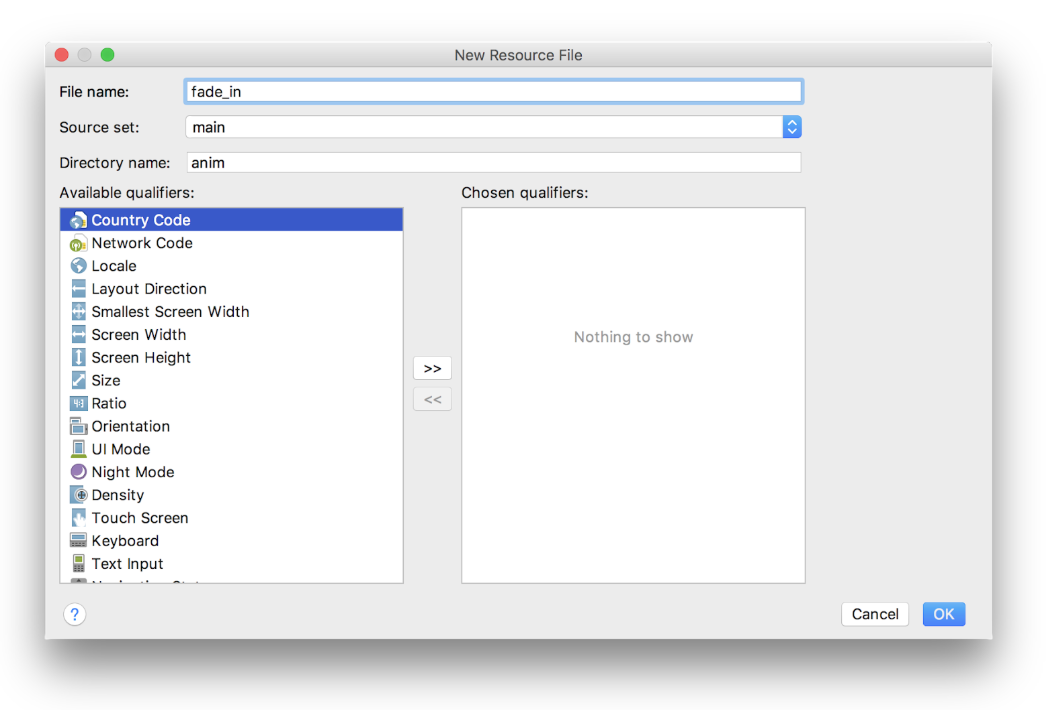 New Resource File
File name: fade_in
Source set: main
Directory name: anim
Available qualifiers:
Chosen qualifiers:
Country Code
Network Code
Locale
Layout Direction
Smallest Screen Width
Screen Width
Screen Height
Size
Ratio
Orientation
UI Mode
Night Mode
Density
Touch Screen
Keyboard
Text Input
Nothing to show
>>
<<
?
Cancel
OK